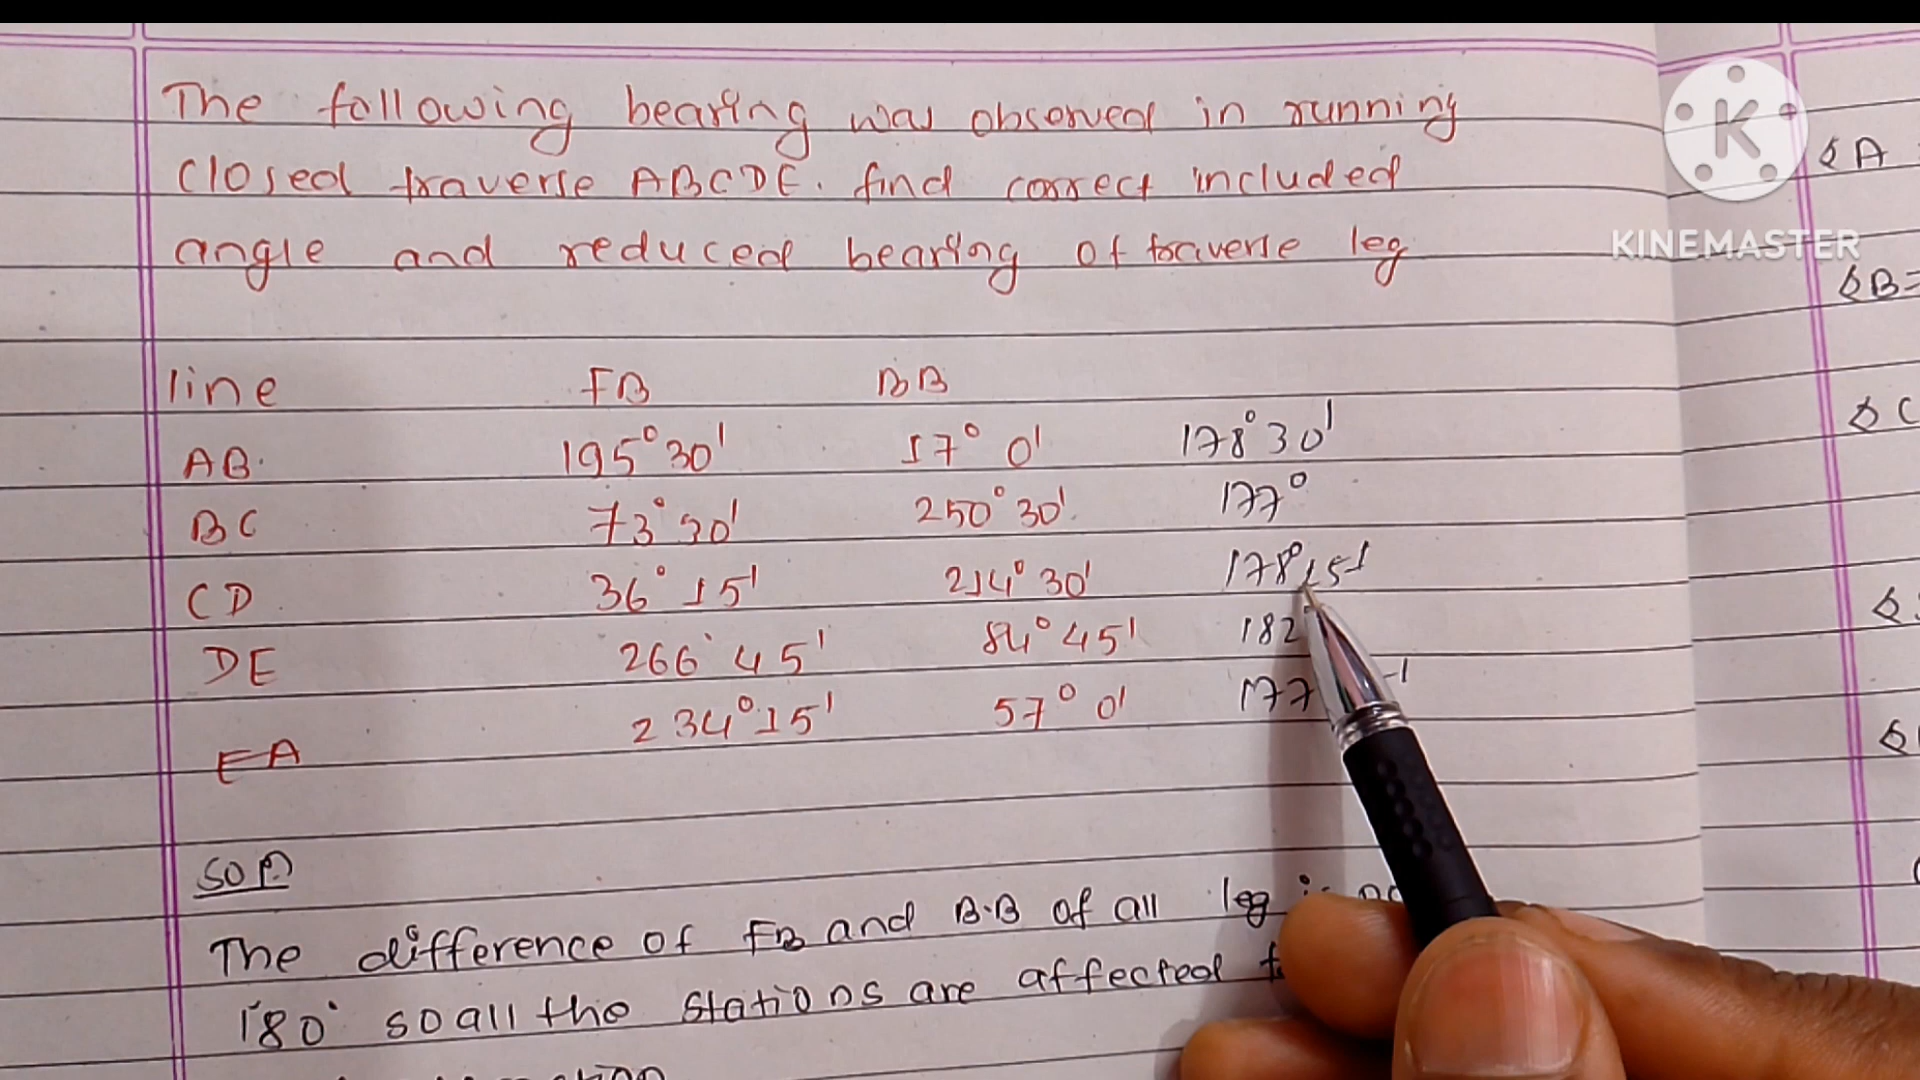 The following bearing was observed in running
closed traverse ABCDE. find correct included
angle and reduced bearing of traverse leg
KINEMASTER
line FB BB
AB. 195°30' 17° 0' 178°30'
BC 73°30' 250°30' 177°
CD 36°15' 214°30' 178°15'
DE 266°45' 84°45' 182
EA 234°15' 57° 0' 177
Soln
The difference of FB and B.B of all leg is
180° so all the stations are affected
∠A
∠B=
∠C